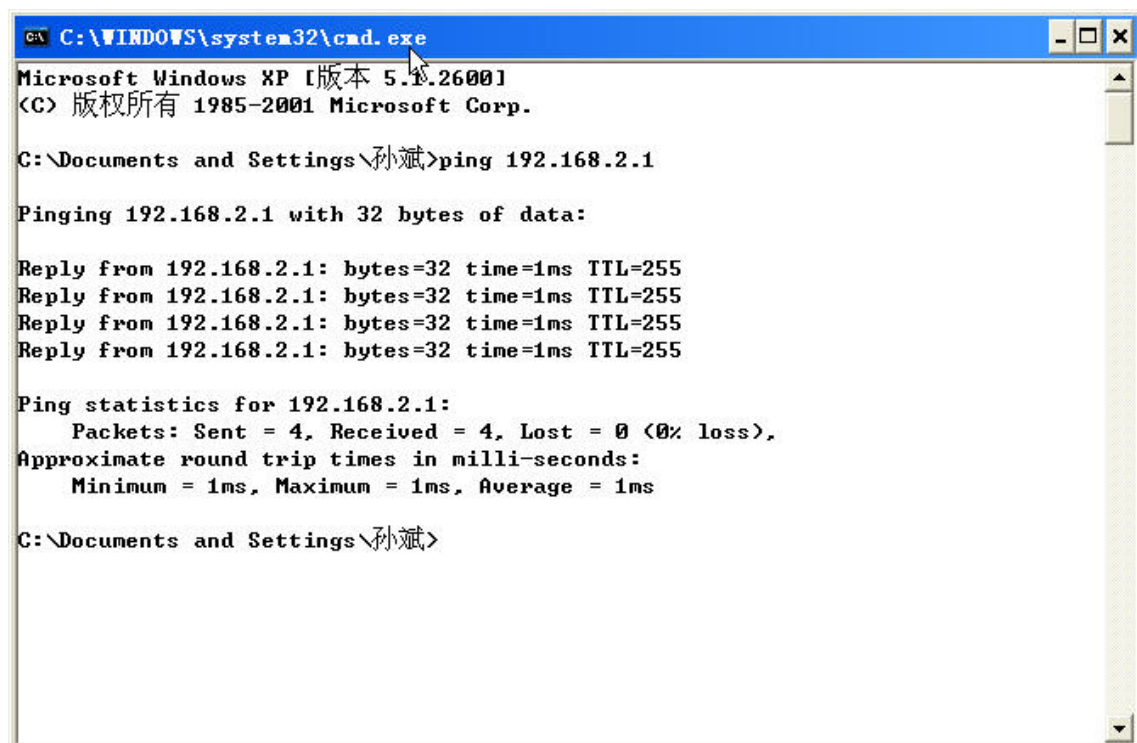 C:\WINDOWS\system32\cmd.exe
Microsoft Windows XP [版本 5.1.2600]
(C) 版权所有 1985-2001 Microsoft Corp.
C:\Documents and Settings\孙斌>ping 192.168.2.1
Pinging 192.168.2.1 with 32 bytes of data:
Reply from 192.168.2.1: bytes=32 time=1ms TTL=255
Reply from 192.168.2.1: bytes=32 time=1ms TTL=255
Reply from 192.168.2.1: bytes=32 time=1ms TTL=255
Reply from 192.168.2.1: bytes=32 time=1ms TTL=255
Ping statistics for 192.168.2.1:
Packets: Sent = 4, Received = 4, Lost = 0 (0% loss),
Approximate round trip times in milli-seconds:
Minimum = 1ms, Maximum = 1ms, Average = 1ms
C:\Documents and Settings\孙斌>